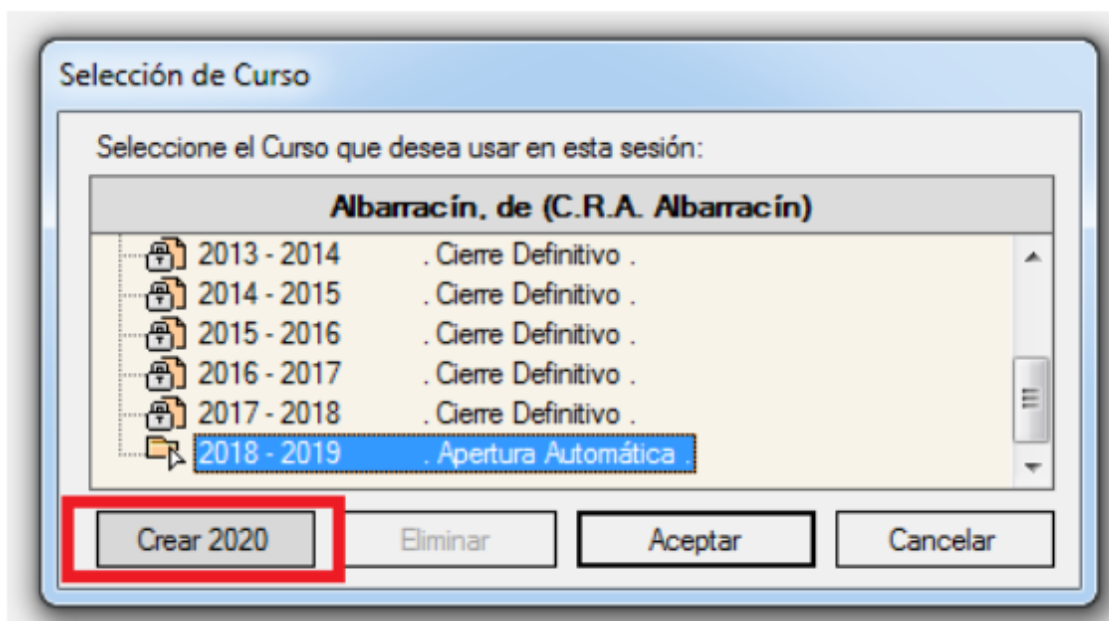 Selección de Curso
Seleccione el Curso que desea usar en esta sesión:
Albarracín, de (C.R.A. Albarracín)
2013 - 2014 . Cierre Definitivo .
2014 - 2015 . Cierre Definitivo .
2015 - 2016 . Cierre Definitivo .
2016 - 2017 . Cierre Definitivo .
2017 - 2018 . Cierre Definitivo .
2018 - 2019 . Apertura Automática .
Crear 2020 Eliminar Aceptar Cancelar